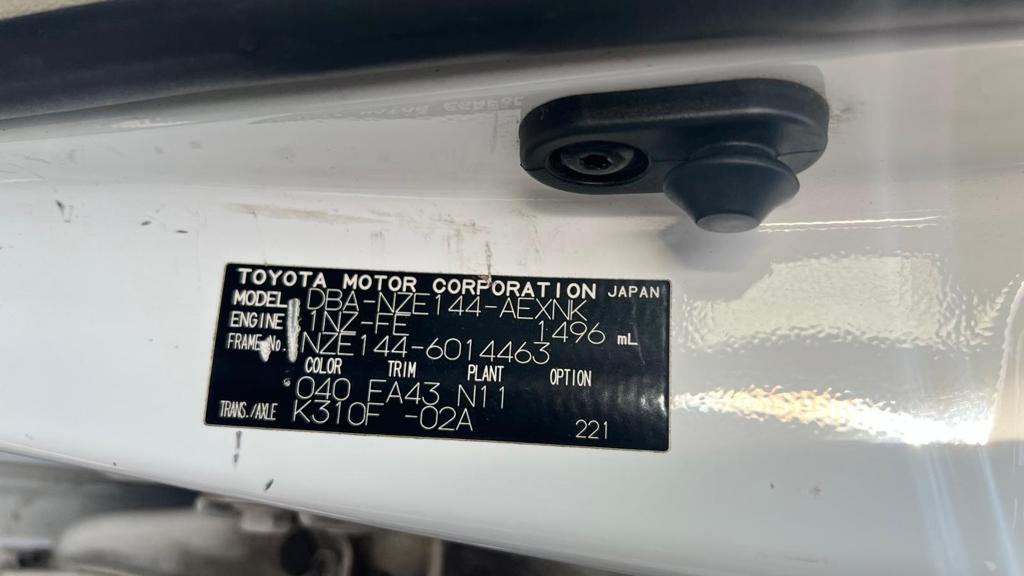 TOYOTA MOTOR CORPORATION JAPAN
MODEL DBA-NZE144-AEXNK
ENGINE 1NZ-FE 1496 mL
FRAME No. NZE144-6014463
COLOR TRIM PLANT OPTION
040 FA43 N11
TRANS./AXLE K310F -02A
221